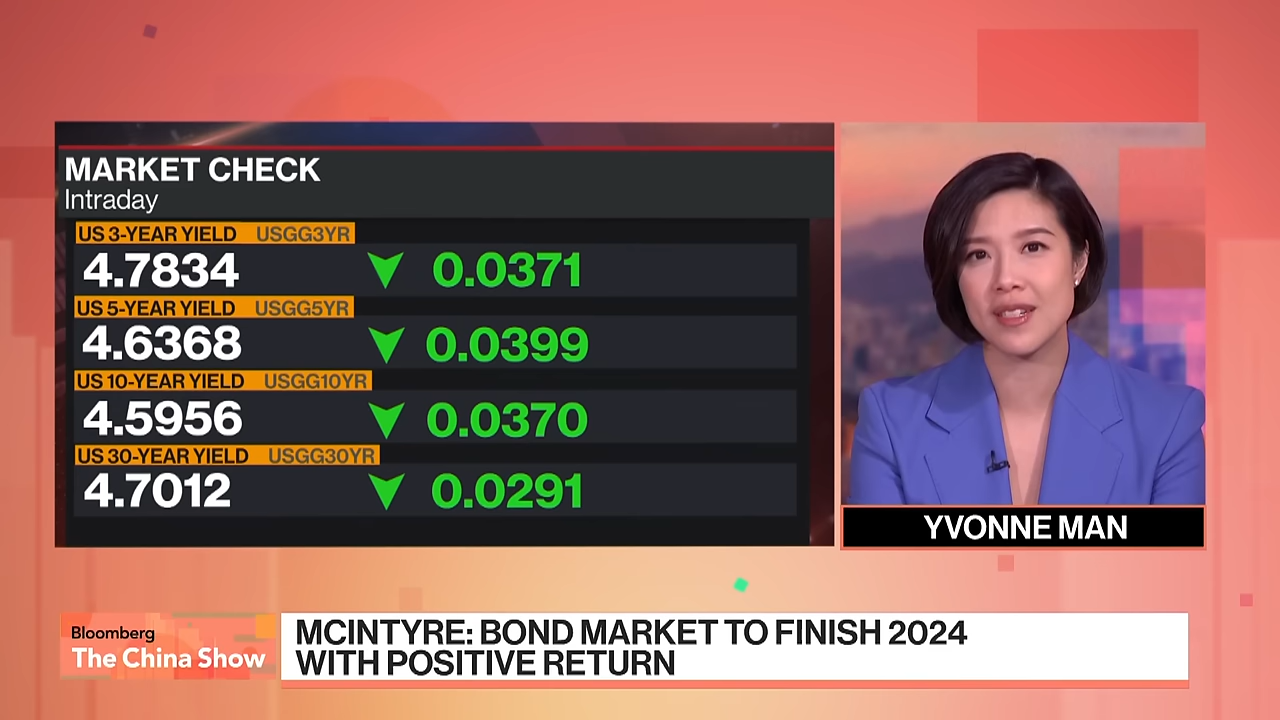 MARKET CHECK
Intraday
US 3-YEAR YIELD USGG3YR
4.7834 0.0371
US 5-YEAR YIELD USGG5YR
4.6368 0.0399
US 10-YEAR YIELD USGG10YR
4.5956 0.0370
US 30-YEAR YIELD USGG30YR
4.7012 0.0291
YVONNE MAN
Bloomberg
The China Show
MCINTYRE: BOND MARKET TO FINISH 2024
WITH POSITIVE RETURN